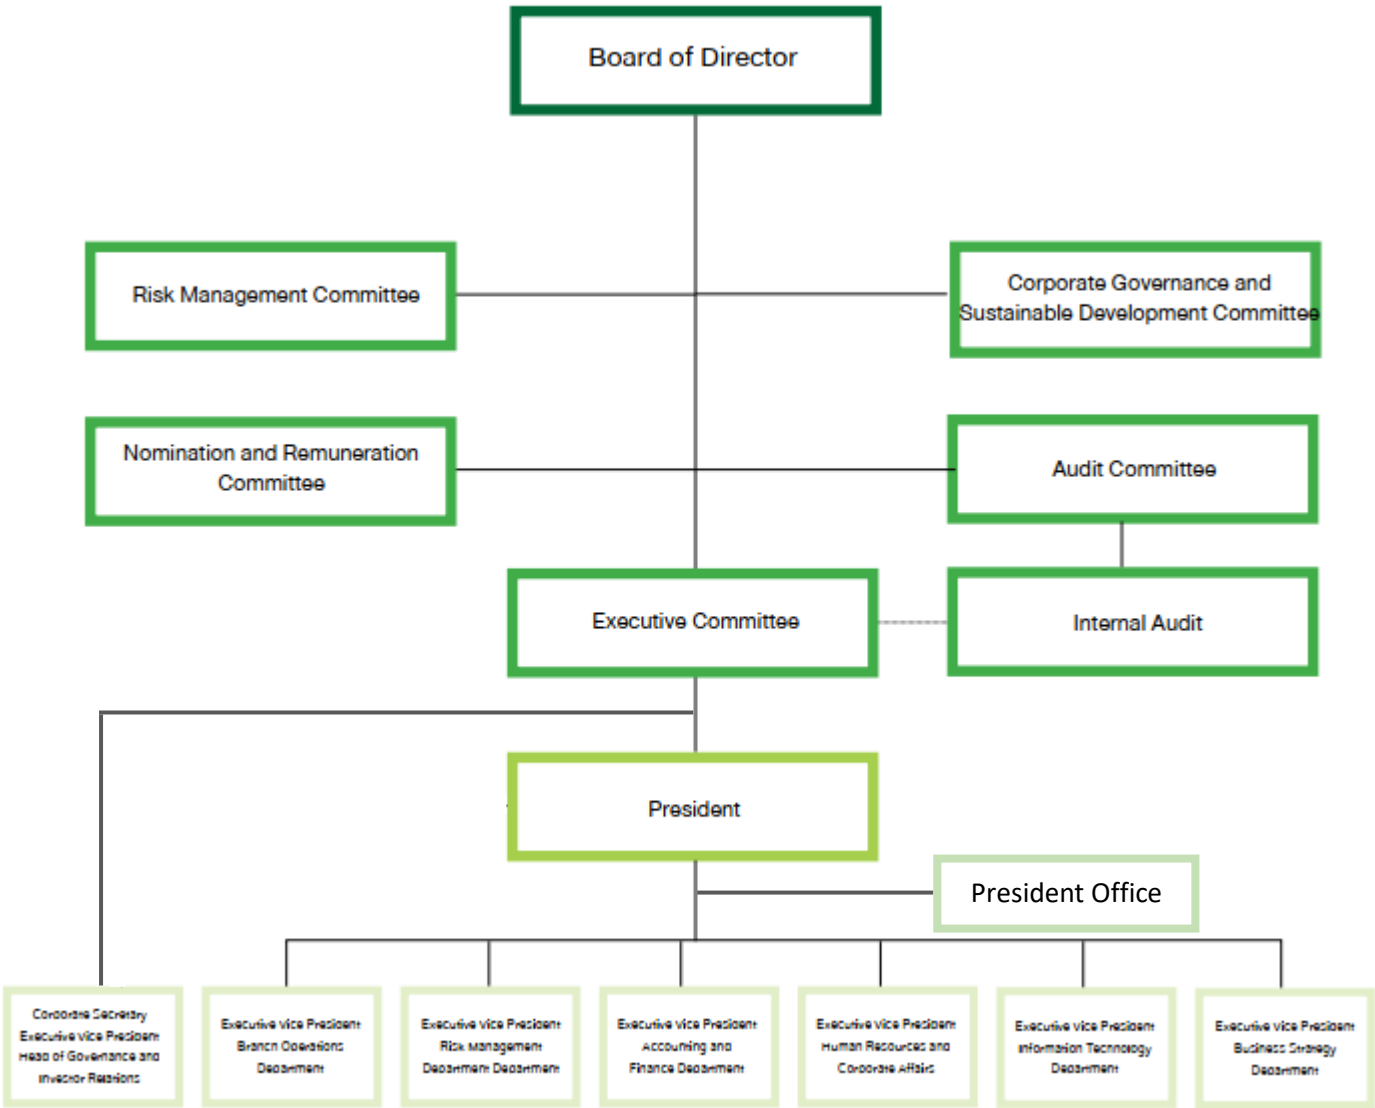 Board of Director
Risk Management Committee
Corporate Governance and
Sustainable Development Committee
Nomination and Remuneration
Committee
Audit Committee
Executive Committee
Internal Audit
President
President Office
Corporate Secretary
Executive Vice President
Head of Governance and
Investor Relations
Executive Vice President
Branch Operations
Department
Executive Vice President
Risk Management
Department Department
Executive Vice President
Accounting and
Finance Department
Executive Vice President
Human Resources and
Corporate Affairs
Executive Vice President
Information Technology
Department
Executive Vice President
Business Strategy
Department